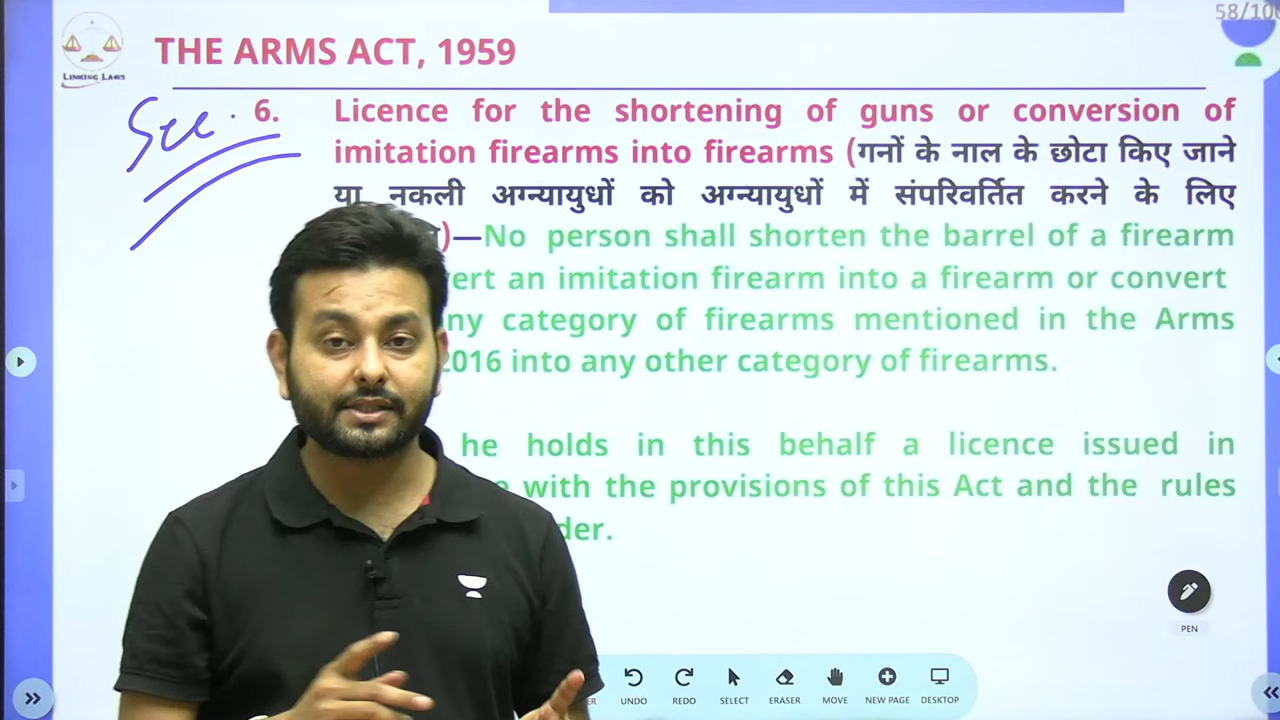 58/100
LINKING LAWS
THE ARMS ACT, 1959
Sec. 6. Licence for the shortening of guns or conversion of
imitation firearms into firearms (गनों के नाल के छोटा किए जाने
या नकली अग्न्यायुधों को अग्न्यायुधों में संपरिवर्तित करने के लिए
)—No person shall shorten the barrel of a firearm
an imitation firearm into a firearm or convert
category of firearms mentioned in the Arms
2016 into any other category of firearms.
he holds in this behalf a licence issued in
with the provisions of this Act and the rules
PEN
UNDO REDO SELECT ERASER MOVE NEW PAGE DESKTOP